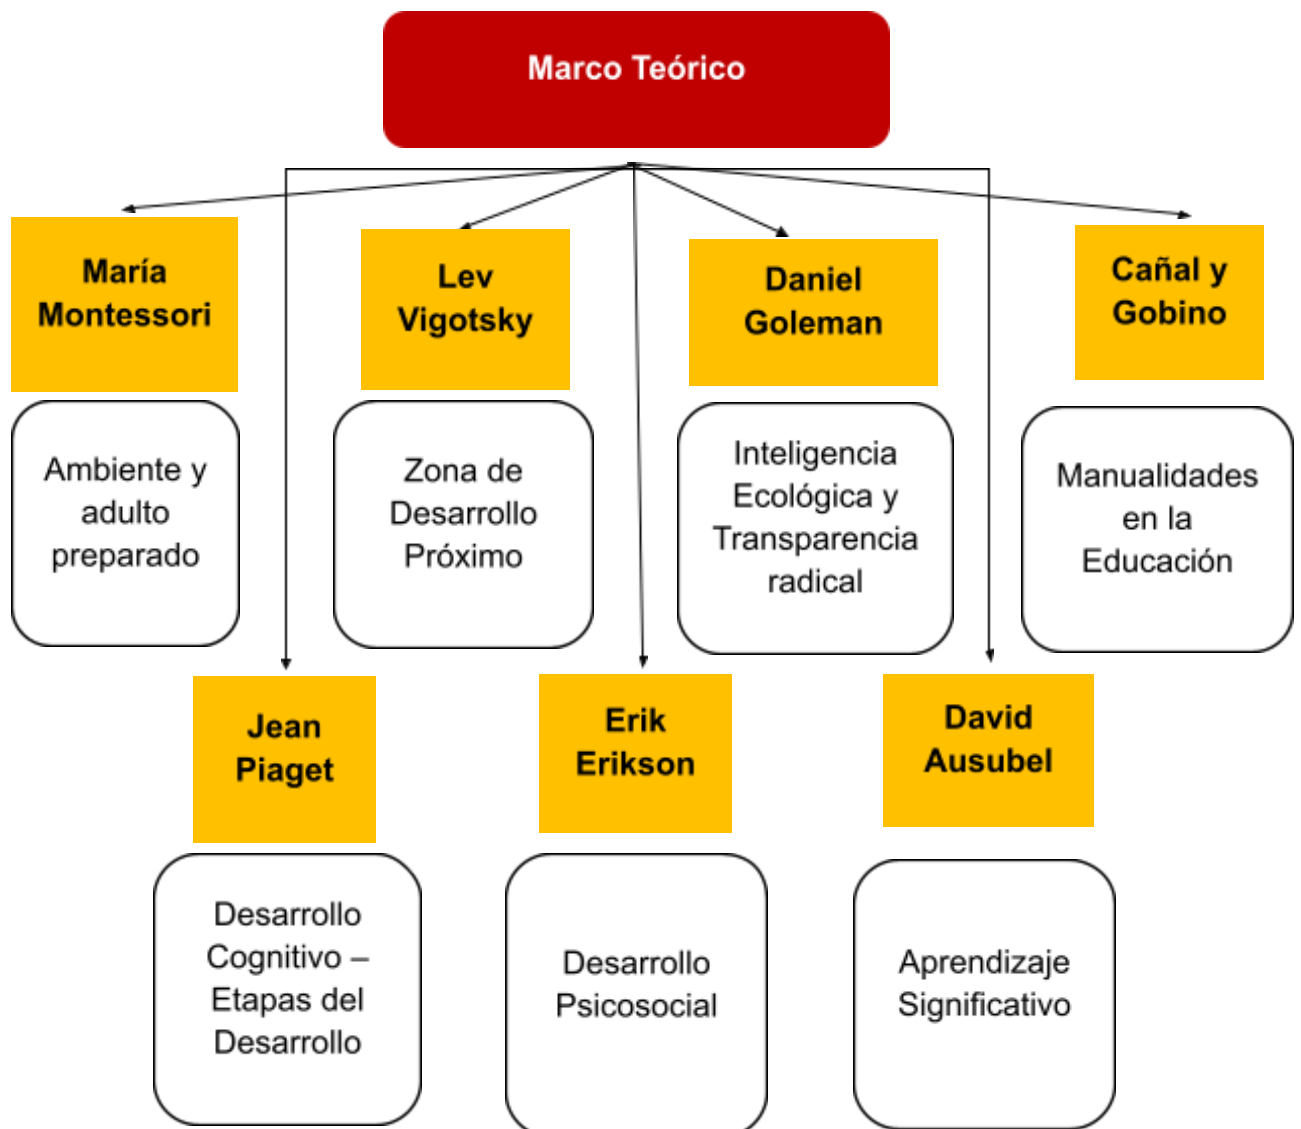 Marco Teórico
María
Montessori
Lev
Vigotsky
Daniel
Goleman
Cañal y
Gobino
Ambiente y
adulto
preparado
Zona de
Desarrollo
Próximo
Inteligencia
Ecológica y
Transparencia
radical
Manualidades
en la
Educación
Jean
Piaget
Erik
Erikson
David
Ausubel
Desarrollo
Cognitivo –
Etapas del
Desarrollo
Desarrollo
Psicosocial
Aprendizaje
Significativo